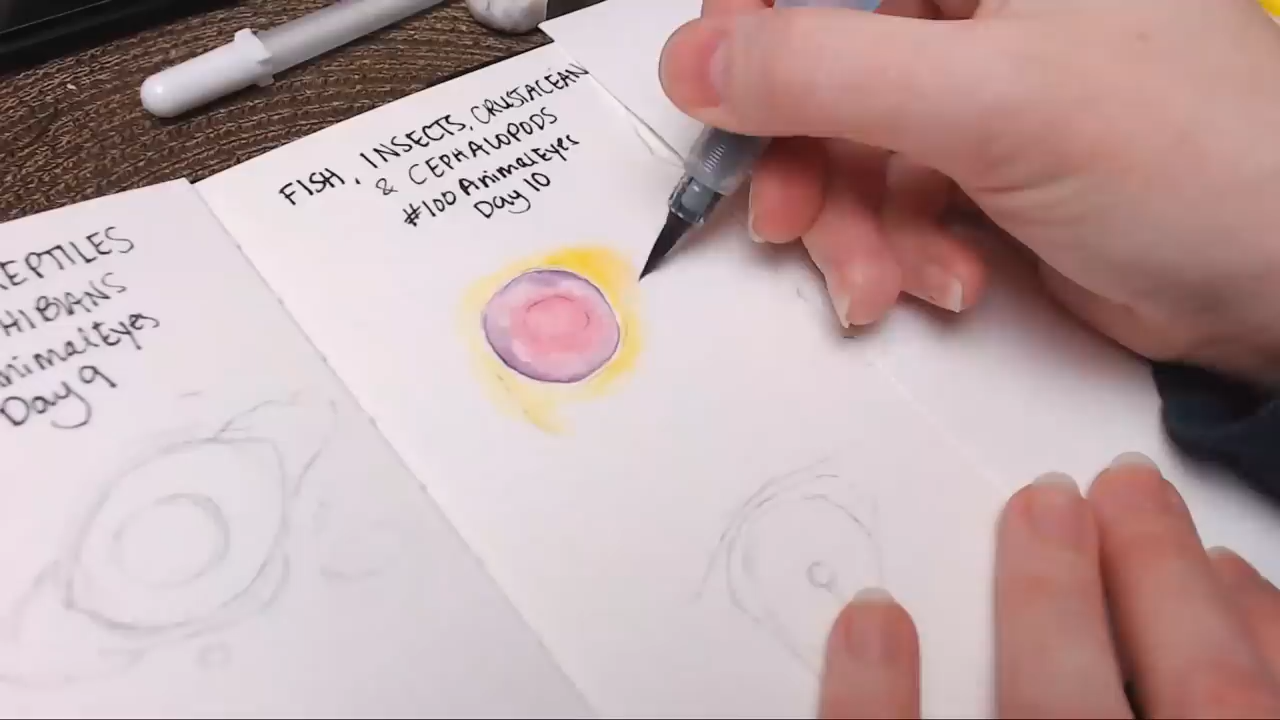 FISH, INSECTS, CRUSTACEAN
& CEPHALOPODS
#100AnimalEyes
Day 10
EPTILES
HIBIANS
nimalEyes
Day 9